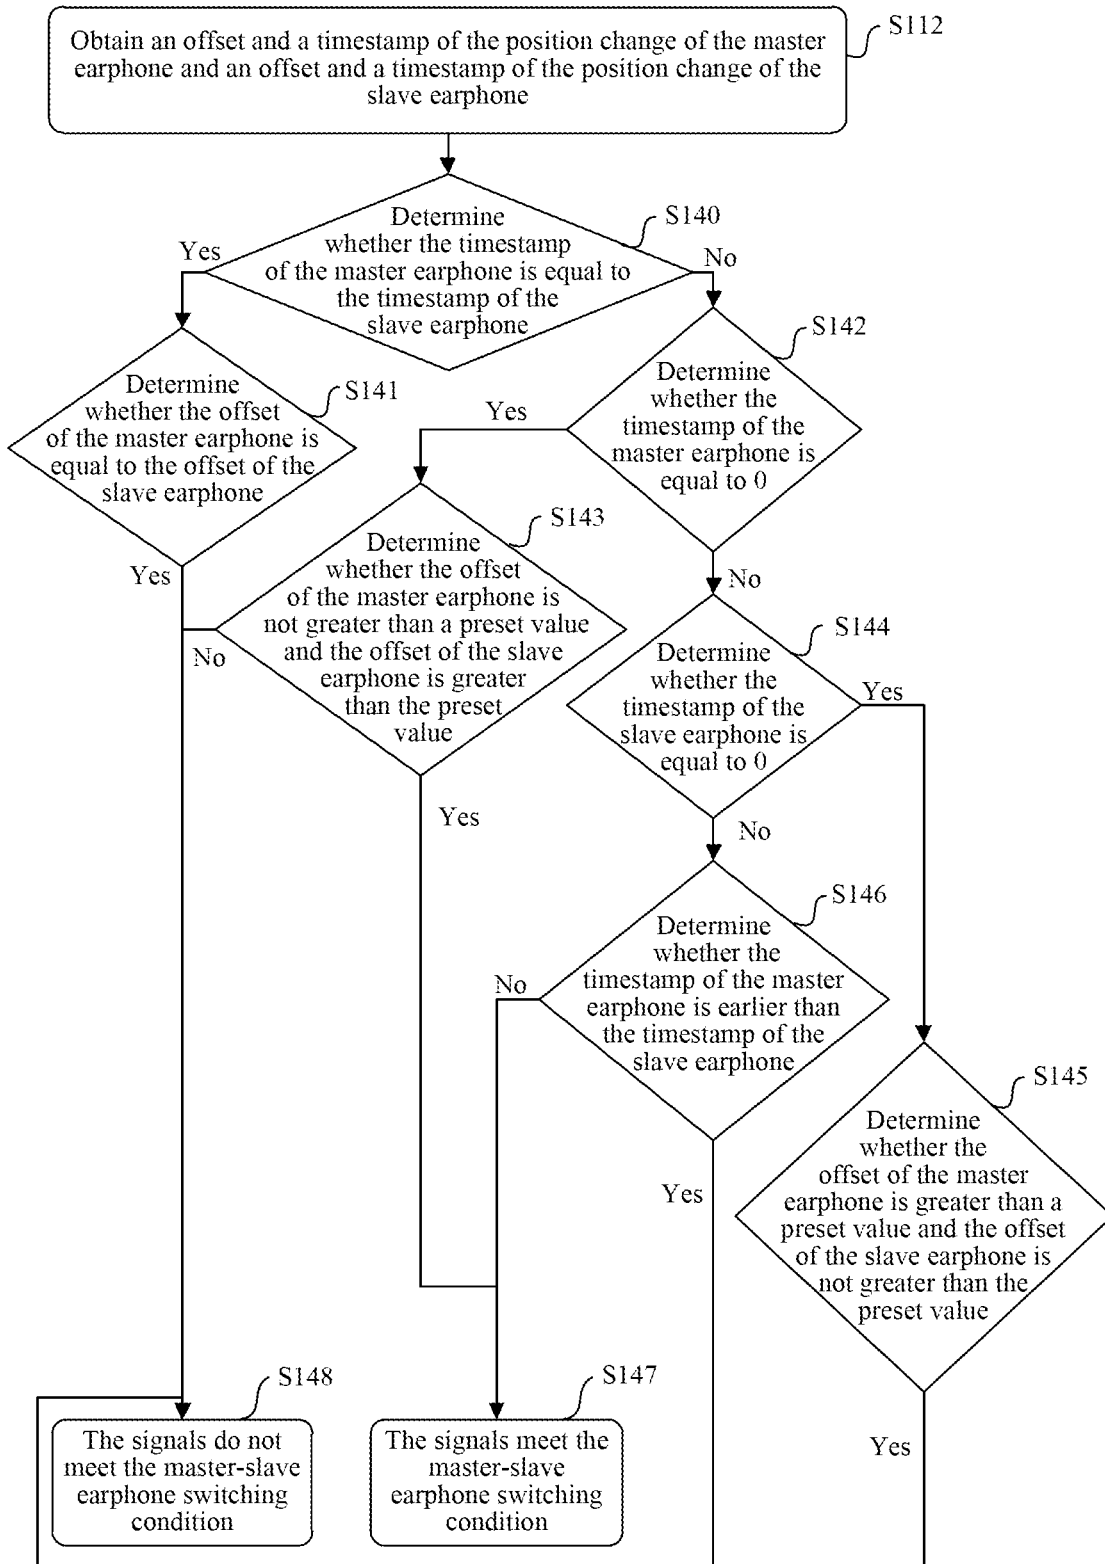 S112
Obtain an offset and a timestamp of the position change of the master
earphone and an offset and a timestamp of the position change of the
slave earphone
S140
Determine
whether the timestamp
of the master earphone is equal to
the timestamp of the
slave earphone
Yes
No
S141
Determine
whether the offset
of the master earphone is
equal to the offset of the
slave earphone
Yes
S142
Determine
whether the
timestamp of the
master earphone is
equal to 0
Yes
No
S143
Determine
whether the offset
of the master earphone is
not greater than a preset value
and the offset of the slave
earphone is greater
than the preset
value
No
Yes
S144
Determine
whether the
timestamp of the
slave earphone is
equal to 0
Yes
No
S146
Determine
whether the
timestamp of the master
earphone is earlier than
the timestamp of the
slave earphone
No
Yes
S145
Determine
whether the
offset of the master
earphone is greater than a
preset value and the offset
of the slave earphone is
not greater than the
preset value
Yes
S148
The signals do not
meet the master-slave
earphone switching
condition
S147
The signals meet the
master-slave
earphone switching
condition